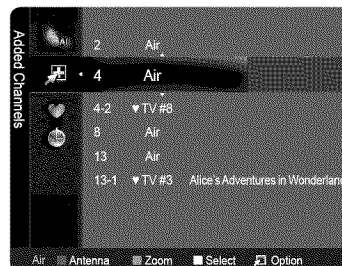 Added Channels
All
2 Air
4 Air
4-2 ♥ TV #8
8 Air
13 Air
13-1 ♥ TV #3 Alice's Adventures in Wonderland
Air Antenna Zoom Select Option